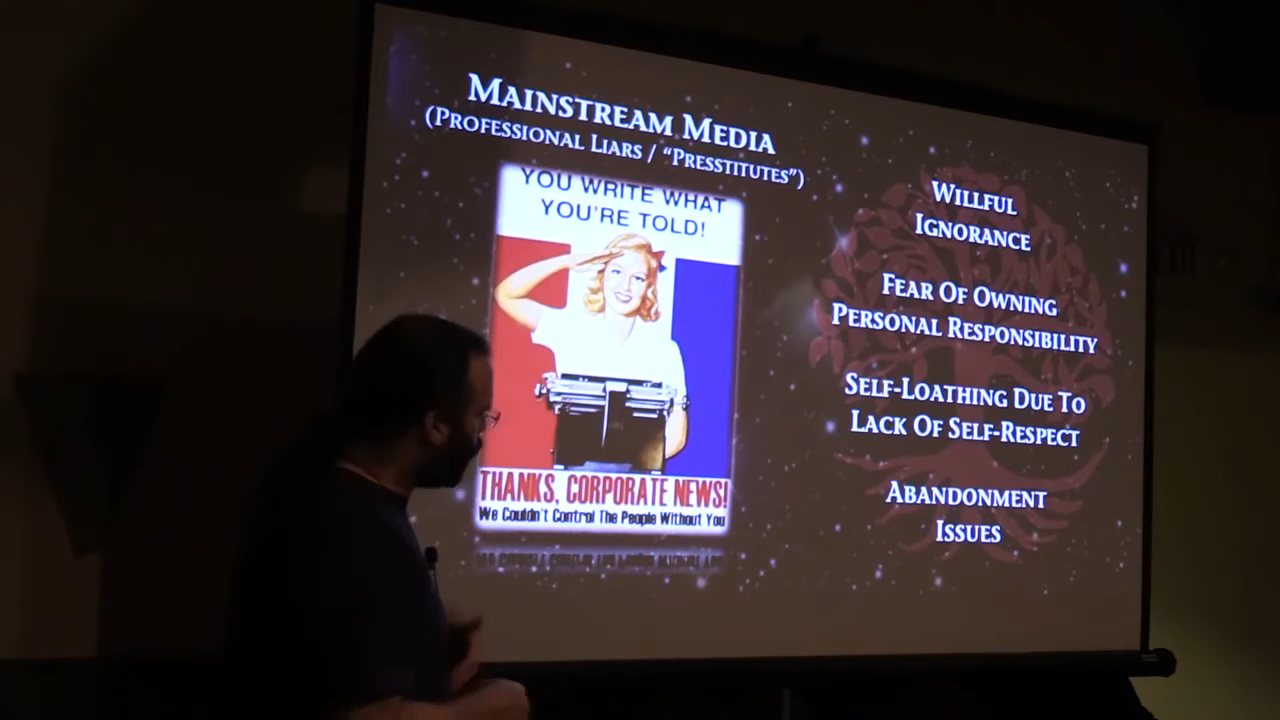 Mainstream Media
(Professional Liars / "Presstitutes")
YOU WRITE WHAT
YOU'RE TOLD!
THANKS, CORPORATE NEWS!
We Couldn't Control The People Without You
Willful
Ignorance
Fear Of Owning
Personal Responsibility
Self-Loathing Due To
Lack Of Self-Respect
Abandonment
Issues